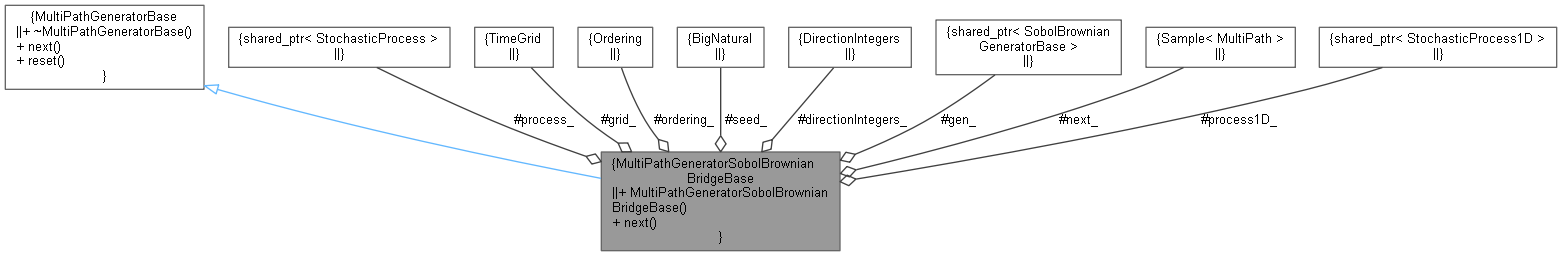 {MultiPathGeneratorBase
||+ ~MultiPathGeneratorBase()
+ next()
+ reset()
}
{shared_ptr< StochasticProcess >
||}
{TimeGrid
||}
{Ordering
||}
{BigNatural
||}
{DirectionIntegers
||}
{shared_ptr< SobolBrownian
GeneratorBase >
||}
{Sample< MultiPath >
||}
{shared_ptr< StochasticProcess1D >
||}
#process_
#grid_
#ordering_
#seed_
#directionIntegers_
#gen_
#next_
#process1D_
{MultiPathGeneratorSobolBrownian
BridgeBase
||+ MultiPathGeneratorSobolBrownian
BridgeBase()
+ next()
}